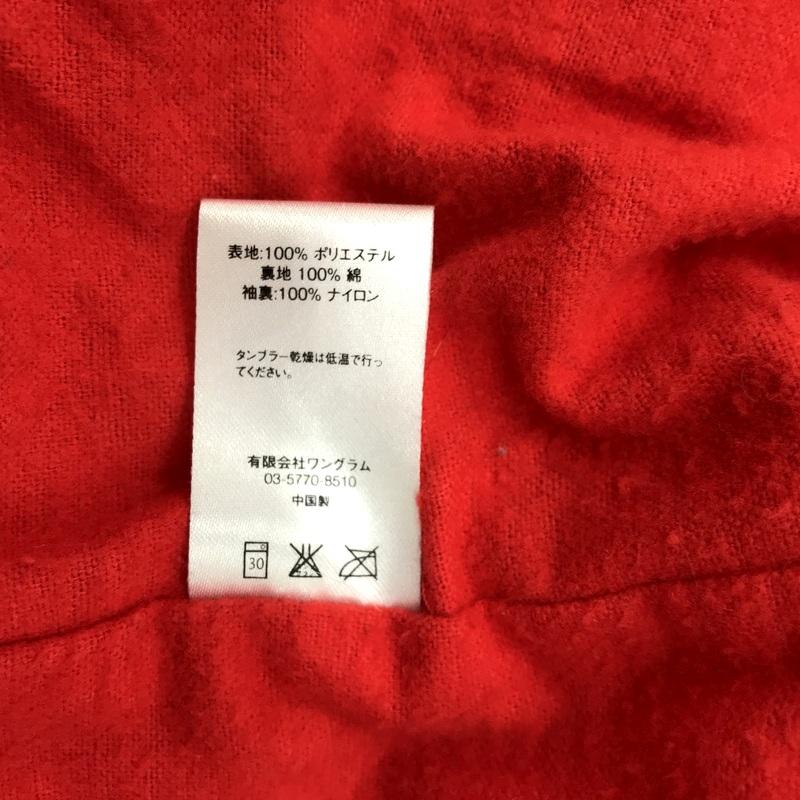 表地:100% ポリエステル
裏地 100% 綿
袖裏:100% ナイロン
タンブラー乾燥は低温で行っ
てください。
有限会社ワングラム
03-5770-8510
中国製
30